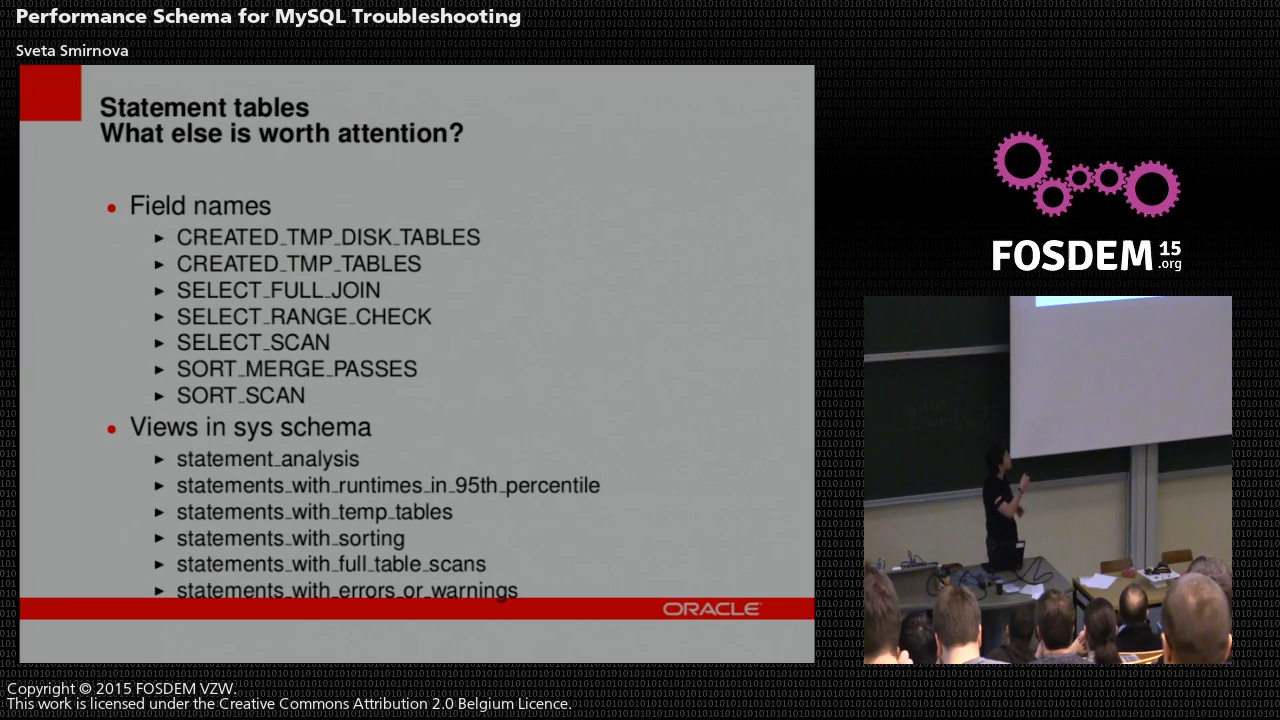 Performance Schema for MySQL Troubleshooting
Sveta Smirnova
Statement tables
What else is worth attention?
Field names
CREATED_TMP_DISK_TABLES
CREATED_TMP_TABLES
SELECT_FULL_JOIN
SELECT_RANGE_CHECK
SELECT_SCAN
SORT_MERGE_PASSES
SORT_SCAN
Views in sys schema
statement_analysis
statements_with_runtimes_in_95th_percentile
statements_with_temp_tables
statements_with_sorting
statements_with_full_table_scans
statements_with_errors_or_warnings
ORACLE
FOSDEM 15
.org
Copyright © 2015 FOSDEM VZW.
This work is licensed under the Creative Commons Attribution 2.0 Belgium Licence.